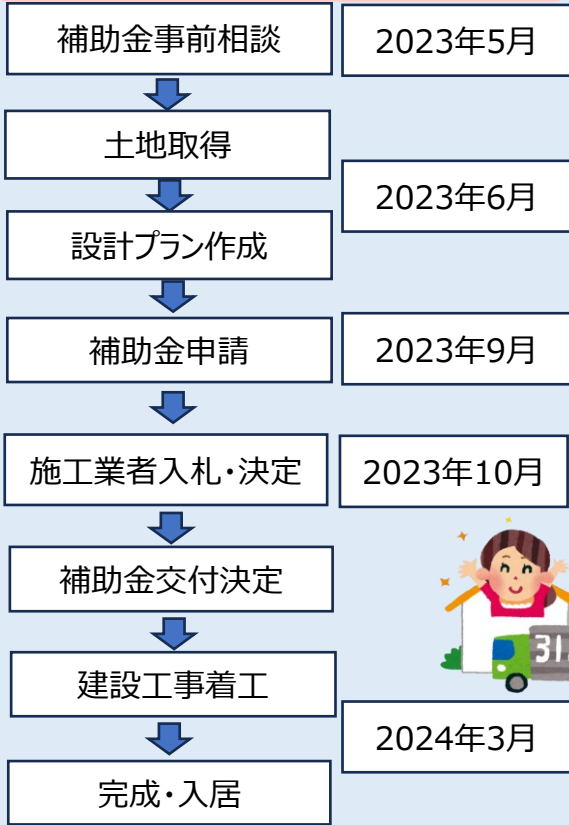 補助金事前相談
2023年5月
土地取得
2023年6月
設計プラン作成
補助金申請
2023年9月
施工業者入札・決定
2023年10月
補助金交付決定
建設工事着工
2024年3月
完成・入居